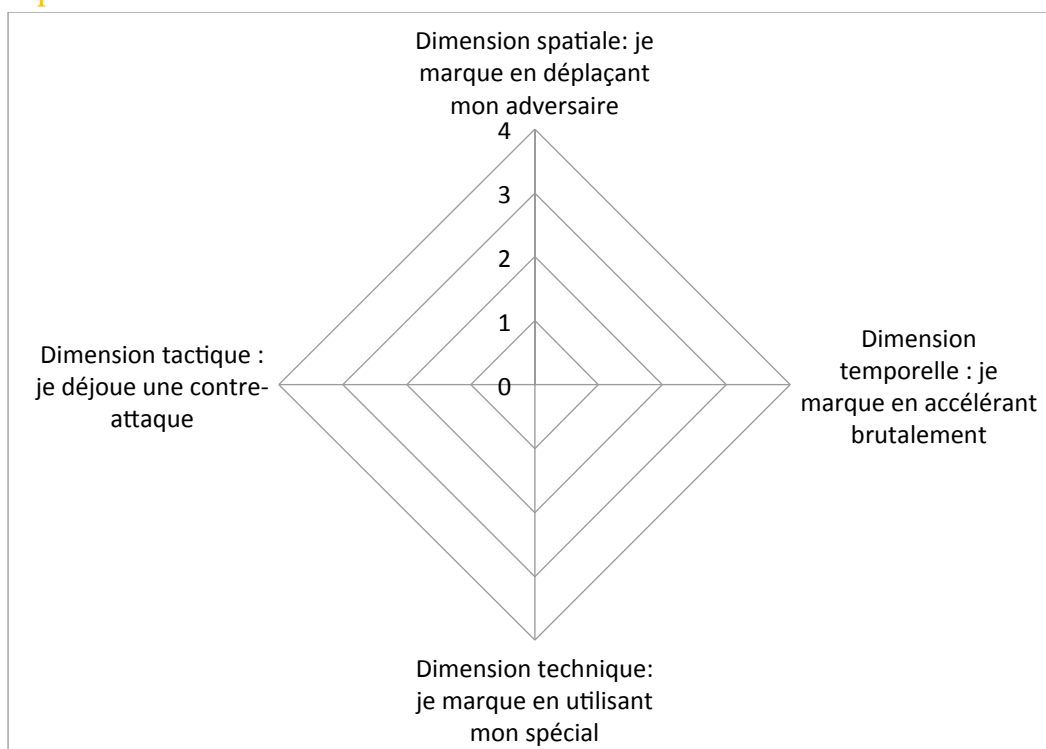 Dimension spatiale: je
marque en déplaçant
mon adversaire
4
3
2
1
0
Dimension tactique :
je déjoue une contre-
attaque
Dimension
temporelle : je
marque en accélérant
brutalement
Dimension technique:
je marque en utilisant
mon spécial